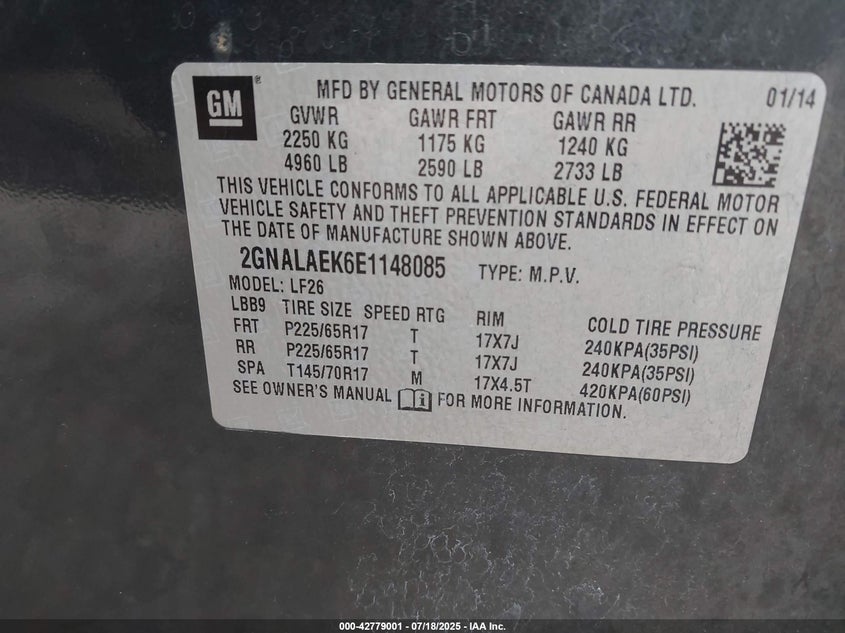 GM
MFD BY GENERAL MOTORS OF CANADA LTD. 01/14
GVWR GAWR FRT GAWR RR
2250 KG 1175 KG 1240 KG
4960 LB 2590 LB 2733 LB
THIS VEHICLE CONFORMS TO ALL APPLICABLE U.S. FEDERAL MOTOR
VEHICLE SAFETY AND THEFT PREVENTION STANDARDS IN EFFECT ON
THE DATE OF MANUFACTURE SHOWN ABOVE.
2GNALAEK6E1148085 TYPE: M.P.V.
MODEL: LF26
LBB9 TIRE SIZE SPEED RTG RIM COLD TIRE PRESSURE
FRT P225/65R17 T 17X7J 240KPA(35PSI)
RR P225/65R17 T 17X7J 240KPA(35PSI)
SPA T145/70R17 M 17X4.5T 420KPA(60PSI)
SEE OWNER'S MANUAL FOR MORE INFORMATION.
000-42779001 - 07/18/2025 - IAA Inc.